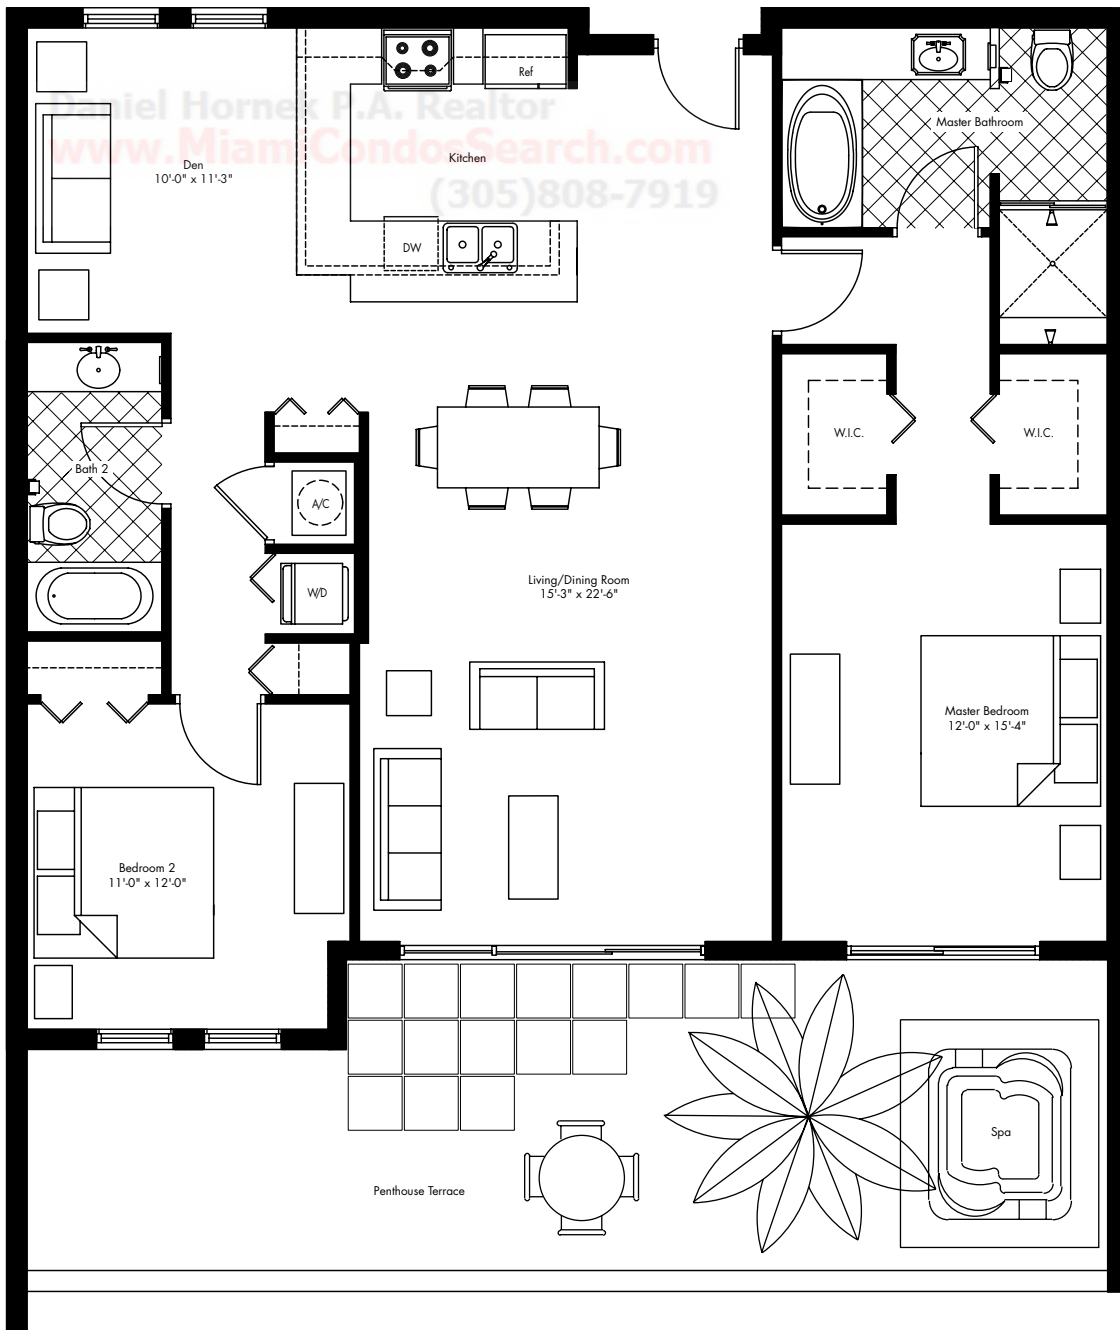 Ref
Daniel Hornek P.A. Realtor
www.MiamiCondosSearch.com
(305)808-7919
Master Bathroom
Kitchen
Den
10'-0" x 11'-3"
DW
W.I.C.
W.I.C.
Bath 2
A/C
Living/Dining Room
15'-3" x 22'-6"
W/D
Master Bedroom
12'-0" x 15'-4"
Bedroom 2
11'-0" x 12'-0"
Spa
Penthouse Terrace